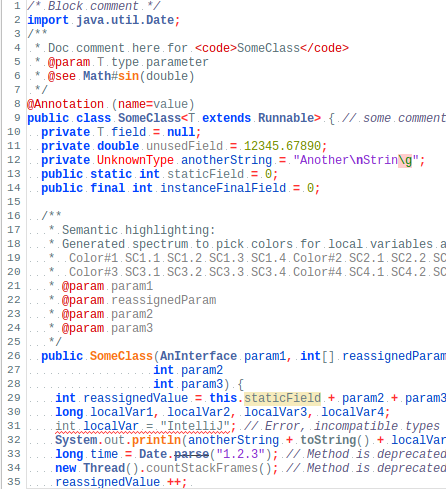 1 /* Block comment */
2 import java.util.Date;
3 /**
4  * Doc comment here for <code>SomeClass</code>
5  * @param T type parameter
6  * @see Math#sin(double)
7  */
8 @Annotation (name=value)
9 public class SomeClass<T extends Runnable> { // some comment
10   private T field = null;
11   private double unusedField = 12345.67890;
12   private UnknownType anotherString = "Another\nStrin\g";
13   public static int staticField = 0;
14   public final int instanceFinalField = 0;
15
16   /**
17    * Semantic highlighting:
18    * Generated spectrum to pick colors for local variables a
19    *  Color#1 SC1.1 SC1.2 SC1.3 SC1.4 Color#2 SC2.1 SC2.2 SC
20    *  Color#3 SC3.1 SC3.2 SC3.3 SC3.4 Color#4 SC4.1 SC4.2 SC
21    * @param param1
22    * @param reassignedParam
23    * @param param2
24    * @param param3
25    */
26   public SomeClass(AnInterface param1, int[] reassignedParam
27                   int param2
28                   int param3) {
29     int reassignedValue = this.staticField + param2 + param3
30     long localVar1, localVar2, localVar3, localVar4;
31     int localVar = "IntelliJ"; // Error, incompatible types
32     System.out.println(anotherString + toString() + localVar
33     long time = Date.parse("1.2.3"); // Method is deprecated
34     new Thread().countStackFrames(); // Method is deprecated
35     reassignedValue ++;